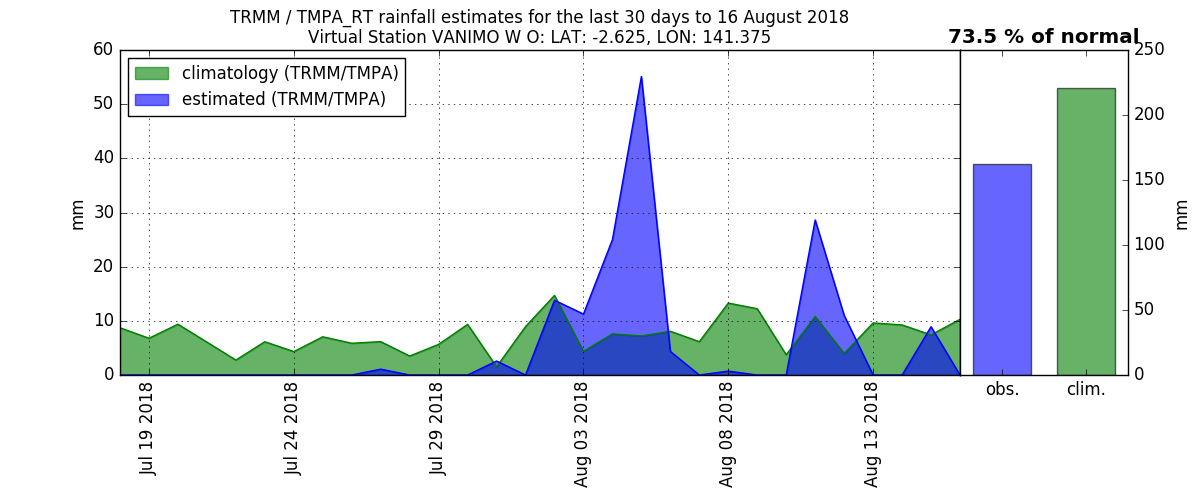 TRMM / TMPA_RT rainfall estimates for the last 30 days to 16 August 2018
Virtual Station VANIMO W O: LAT: -2.625, LON: 141.375
73.5 % of normal
climatology (TRMM/TMPA)
estimated (TRMM/TMPA)
60
50
40
30
20
10
0
mm
Jul 19 2018
Jul 24 2018
Jul 29 2018
Aug 03 2018
Aug 08 2018
Aug 13 2018
250
200
150
100
50
0
mm
obs.
clim.